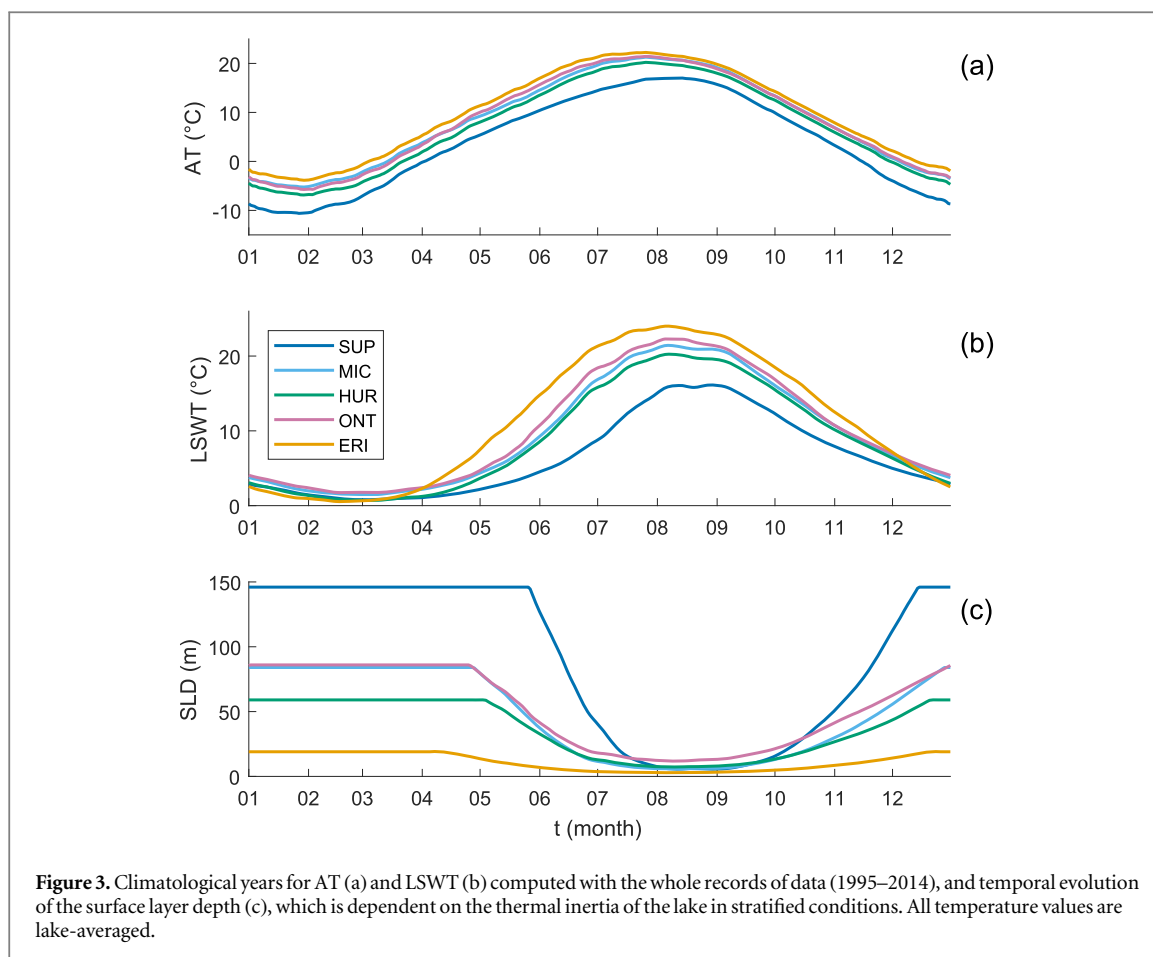 (a)
AT (°C)
20
10
0
-10
01 02 03 04 05 06 07 08 09 10 11 12
(b)
LSWT (°C)
20
10
0
SUP
MIC
HUR
ONT
ERI
01 02 03 04 05 06 07 08 09 10 11 12
(c)
SLD (m)
150
100
50
0
01 02 03 04 05 06 07 08 09 10 11 12
t (month)
Figure 3. Climatological years for AT (a) and LSWT (b) computed with the whole records of data (1995–2014), and temporal evolution
of the surface layer depth (c), which is dependent on the thermal inertia of the lake in stratified conditions. All temperature values are
lake-averaged.